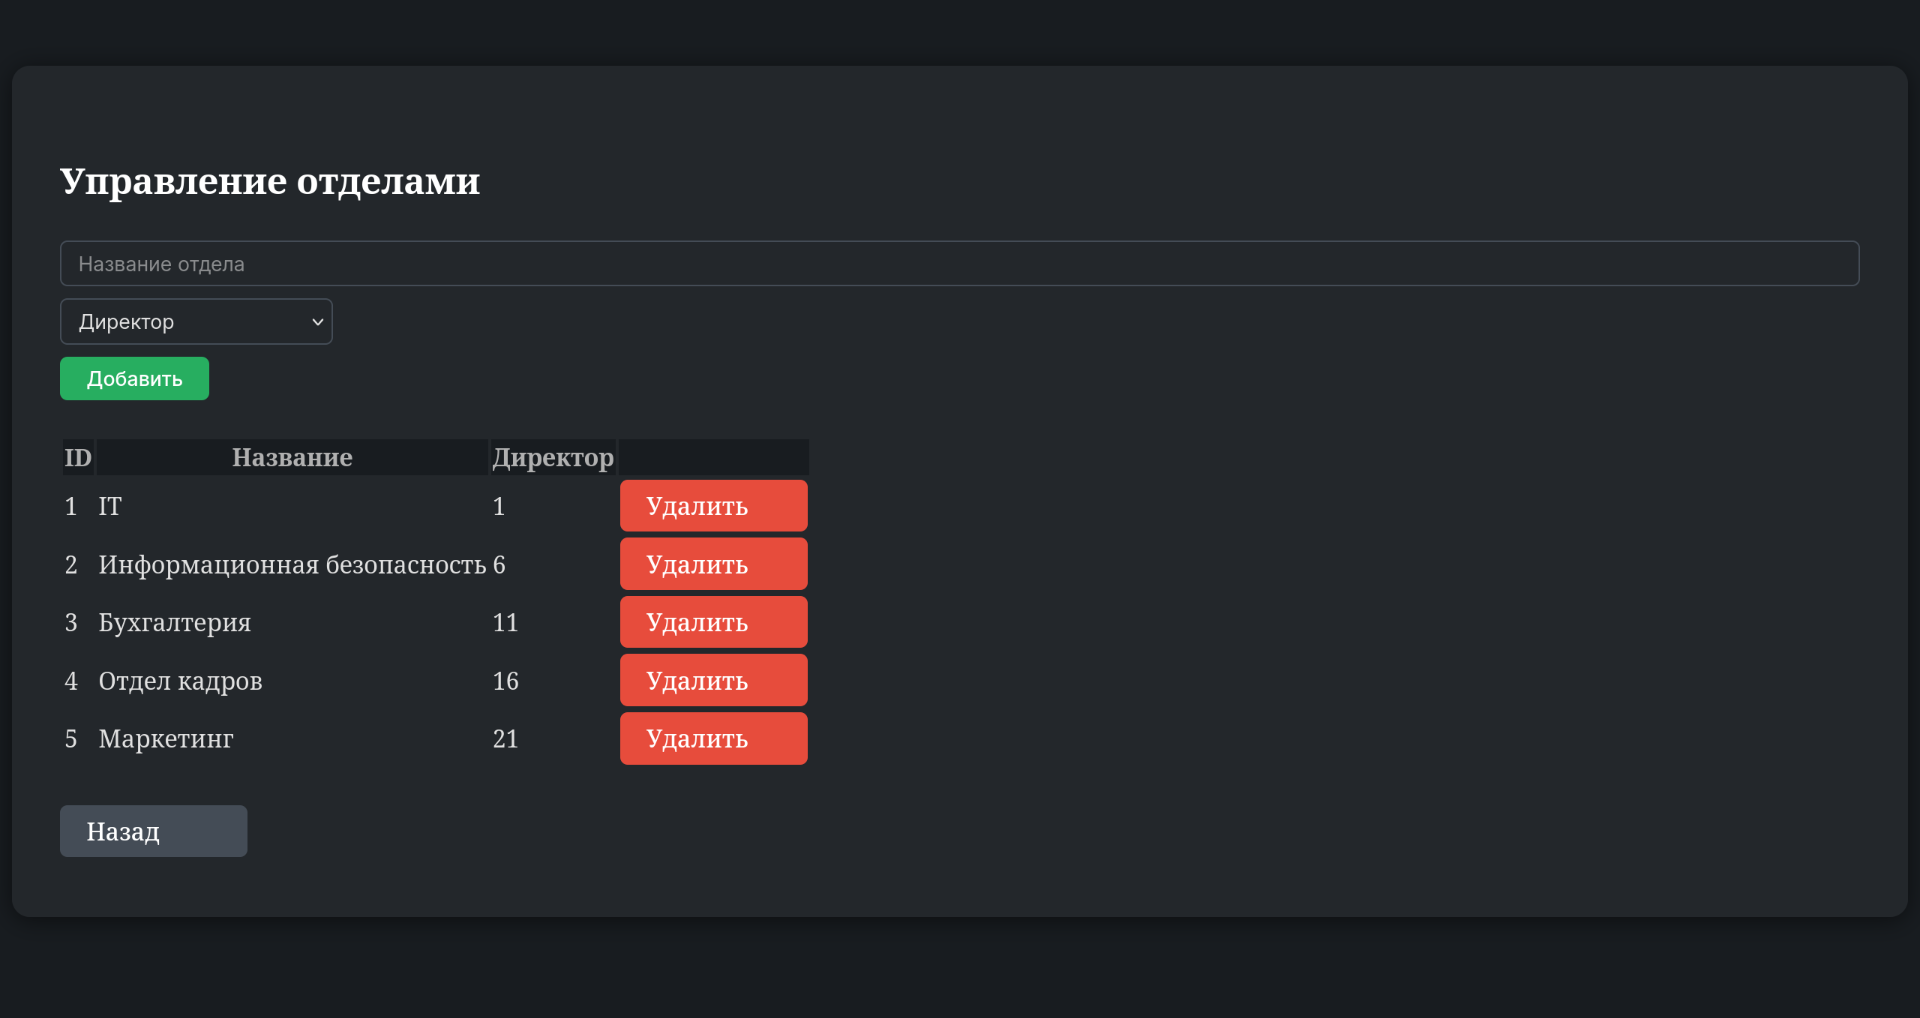 Управление отделами
Название отдела
Директор
Добавить
ID Название Директор
1 IT 1 Удалить
2 Информационная безопасность 6 Удалить
3 Бухгалтерия 11 Удалить
4 Отдел кадров 16 Удалить
5 Маркетинг 21 Удалить
Назад